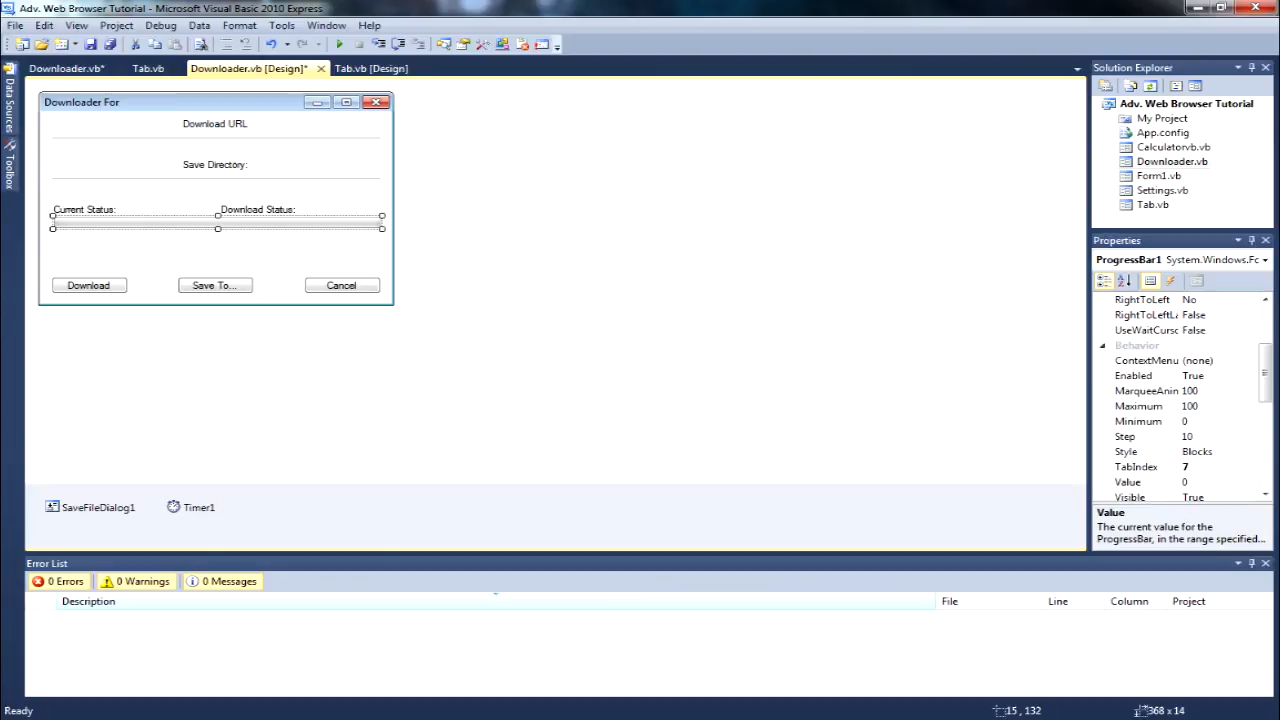 Adv. Web Browser Tutorial - Microsoft Visual Basic 2010 Express
File Edit View Project Debug Data Format Tools Window Help
Downloader.vb* Tab.vb Downloader.vb [Design]* Tab.vb [Design]
Data Sources
Toolbox
Downloader For
Download URL
Save Directory:
Current Status: Download Status:
Download Save To... Cancel
SaveFileDialog1 Timer1
Solution Explorer
Adv. Web Browser Tutorial
My Project
App.config
Calculatorvb.vb
Downloader.vb
Form1.vb
Settings.vb
Tab.vb
Properties
ProgressBar1 System.Windows.Fc
RightToLeft No
RightToLeftLa False
UseWaitCursc False
Behavior
ContextMenu (none)
Enabled True
MarqueeAnin 100
Maximum 100
Minimum 0
Step 10
Style Blocks
TabIndex 7
Value 0
Visible True
Value
The current value for the
ProgressBar, in the range specified...
Error List
0 Errors 0 Warnings 0 Messages
Description File Line Column Project
Ready 15 , 132 368 x 14